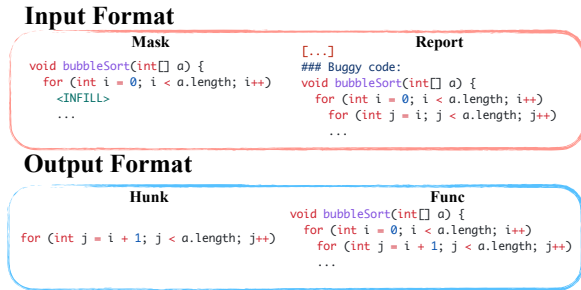 Input Format
Mask
void bubbleSort(int[] a) {
for (int i = 0; i < a.length; i++)
<INFILL>
...
Report
[...]
### Buggy code:
void bubbleSort(int[] a) {
for (int i = 0; i < a.length; i++)
for (int j = i; j < a.length; j++)
...
Output Format
Hunk
for (int j = i + 1; j < a.length; j++)
Func
void bubbleSort(int[] a) {
for (int i = 0; i < a.length; i++)
for (int j = i + 1; j < a.length; j++)
...